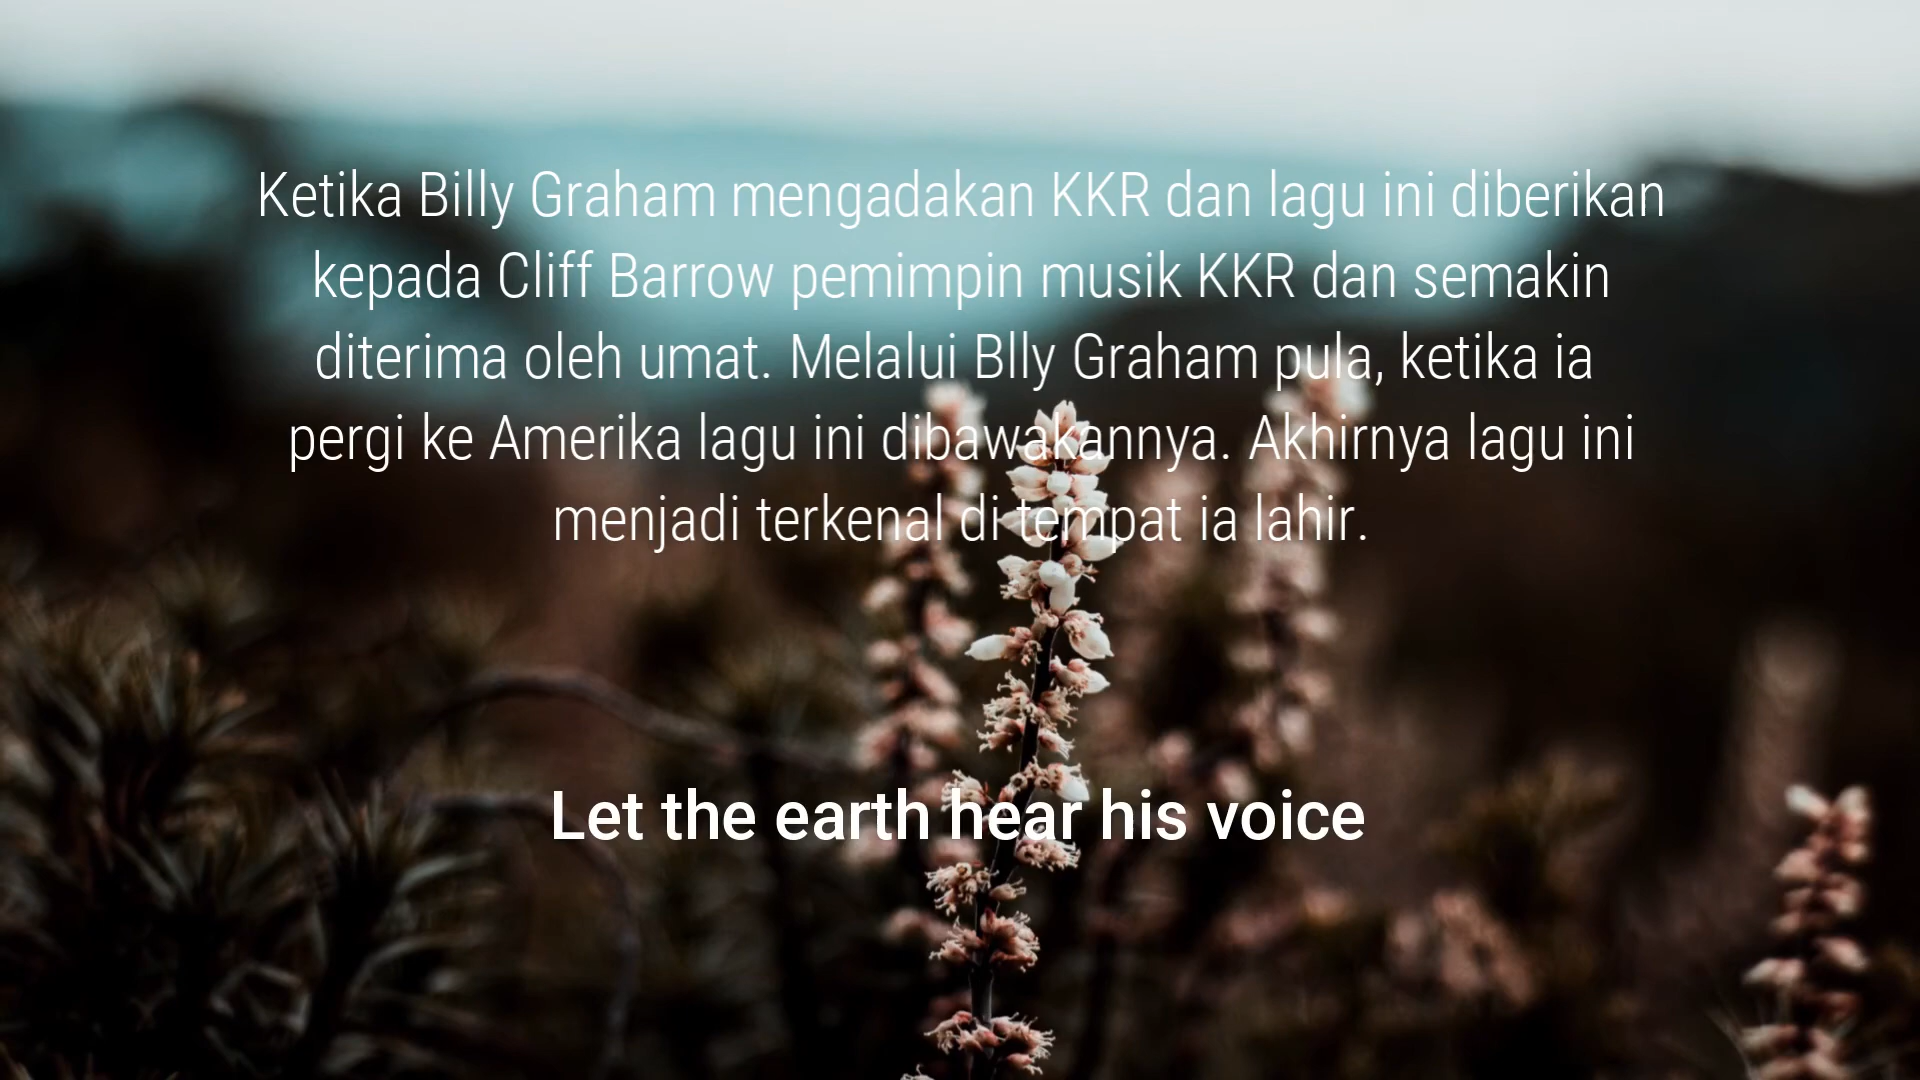 Ketika Billy Graham mengadakan KKR dan lagu ini diberikan
kepada Cliff Barrow pemimpin musik KKR dan semakin
diterima oleh umat. Melalui Blly Graham pula, ketika ia
pergi ke Amerika lagu ini dibawakannya. Akhirnya lagu ini
menjadi terkenal di tempat ia lahir.
Let the earth hear his voice